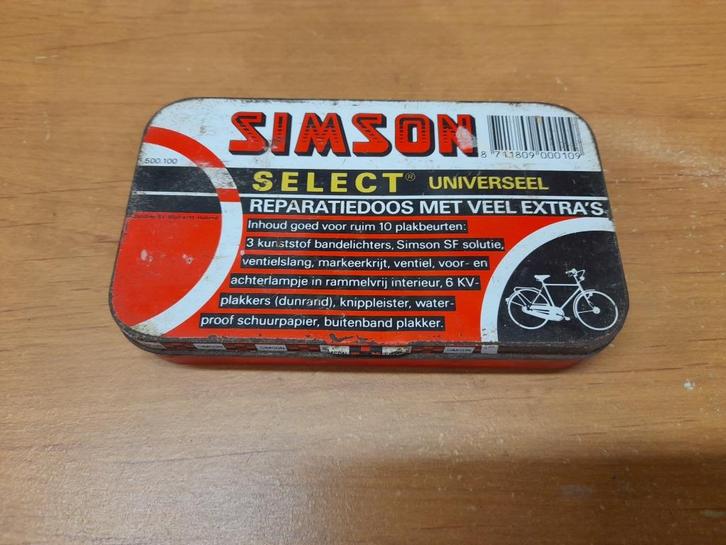 SIMSON
8 711809 000109
500.100
SELECT® UNIVERSEEL
REPARATIEDOOS MET VEEL EXTRA'S
Inhoud goed voor ruim 10 plakbeurten:
3 kunststof bandelichters, Simson SF solutie,
ventielslang, markeerkrijt, ventiel, voor- en
achterlampje in rammelvrij interieur, 6 KV-
plakkers (dunrand), knippleister, water-
proof schuurpapier, buitenband plakker.